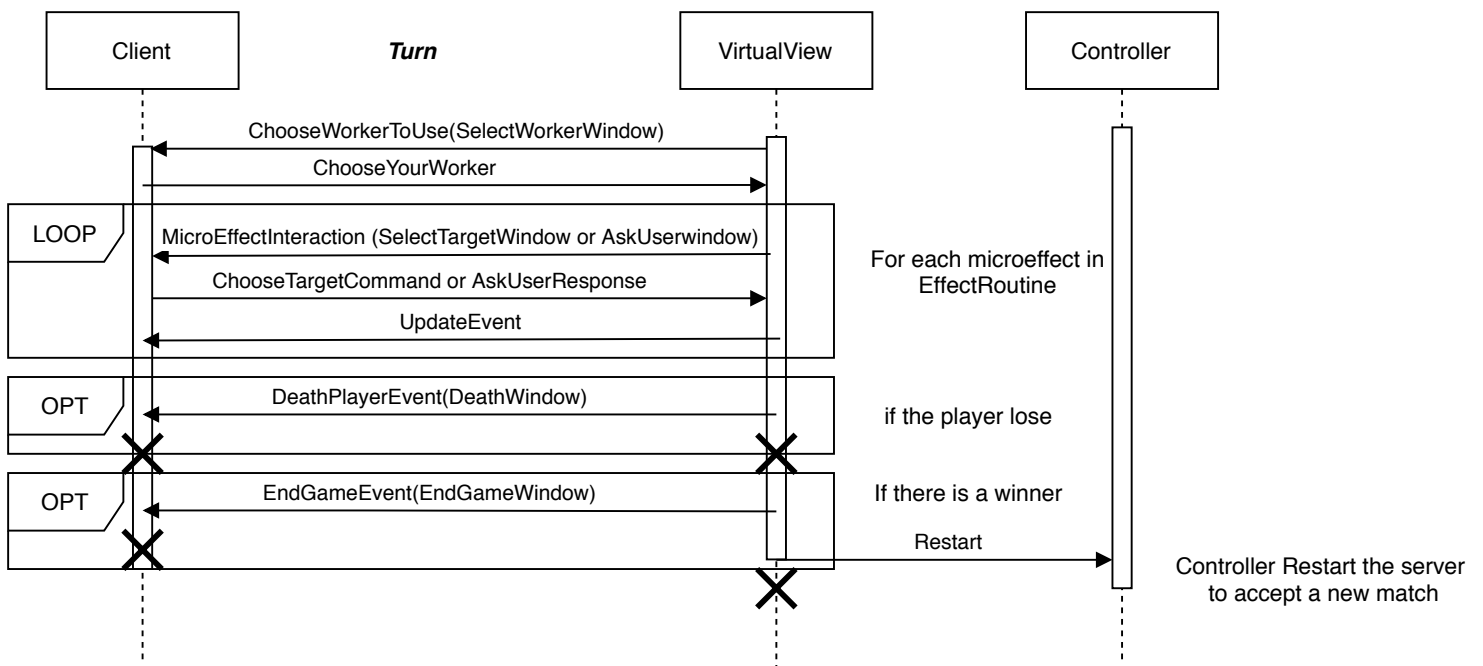 Client
Turn
VirtualView
Controller
ChooseWorkerToUse(SelectWorkerWindow)
ChooseYourWorker
LOOP
MicroEffectInteraction (SelectTargetWindow or AskUserwindow)
For each microeffect in
EffectRoutine
ChooseTargetCommand or AskUserResponse
UpdateEvent
OPT
DeathPlayerEvent(DeathWindow)
if the player lose
OPT
EndGameEvent(EndGameWindow)
If there is a winner
Restart
Controller Restart the server
to accept a new match